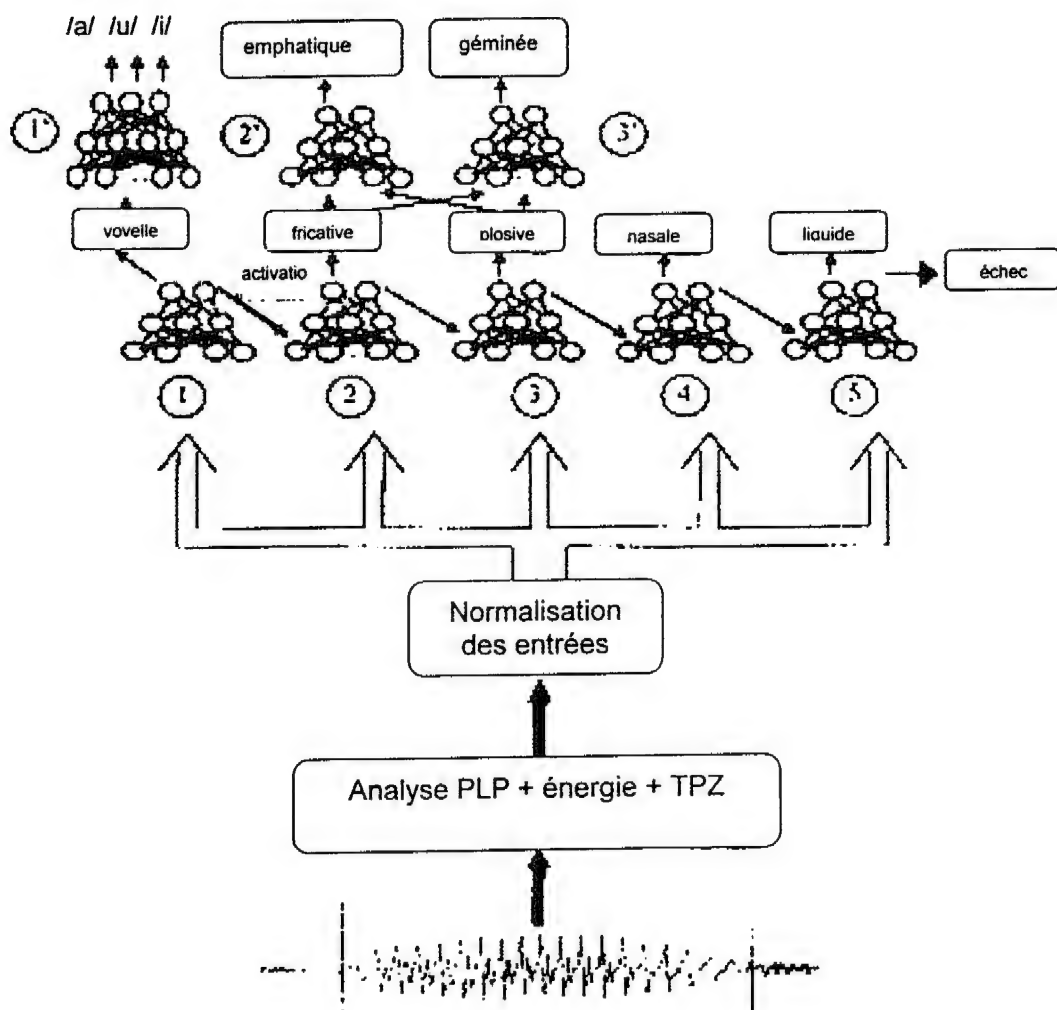 /a/ /u/ /i/
emphatique
géminée
1'
2'
3'
vovelle
fricative
plosive
nasale
liquide
activatio
échec
1
2
3
4
5
Normalisation
des entrées
Analyse PLP + énergie + TPZ